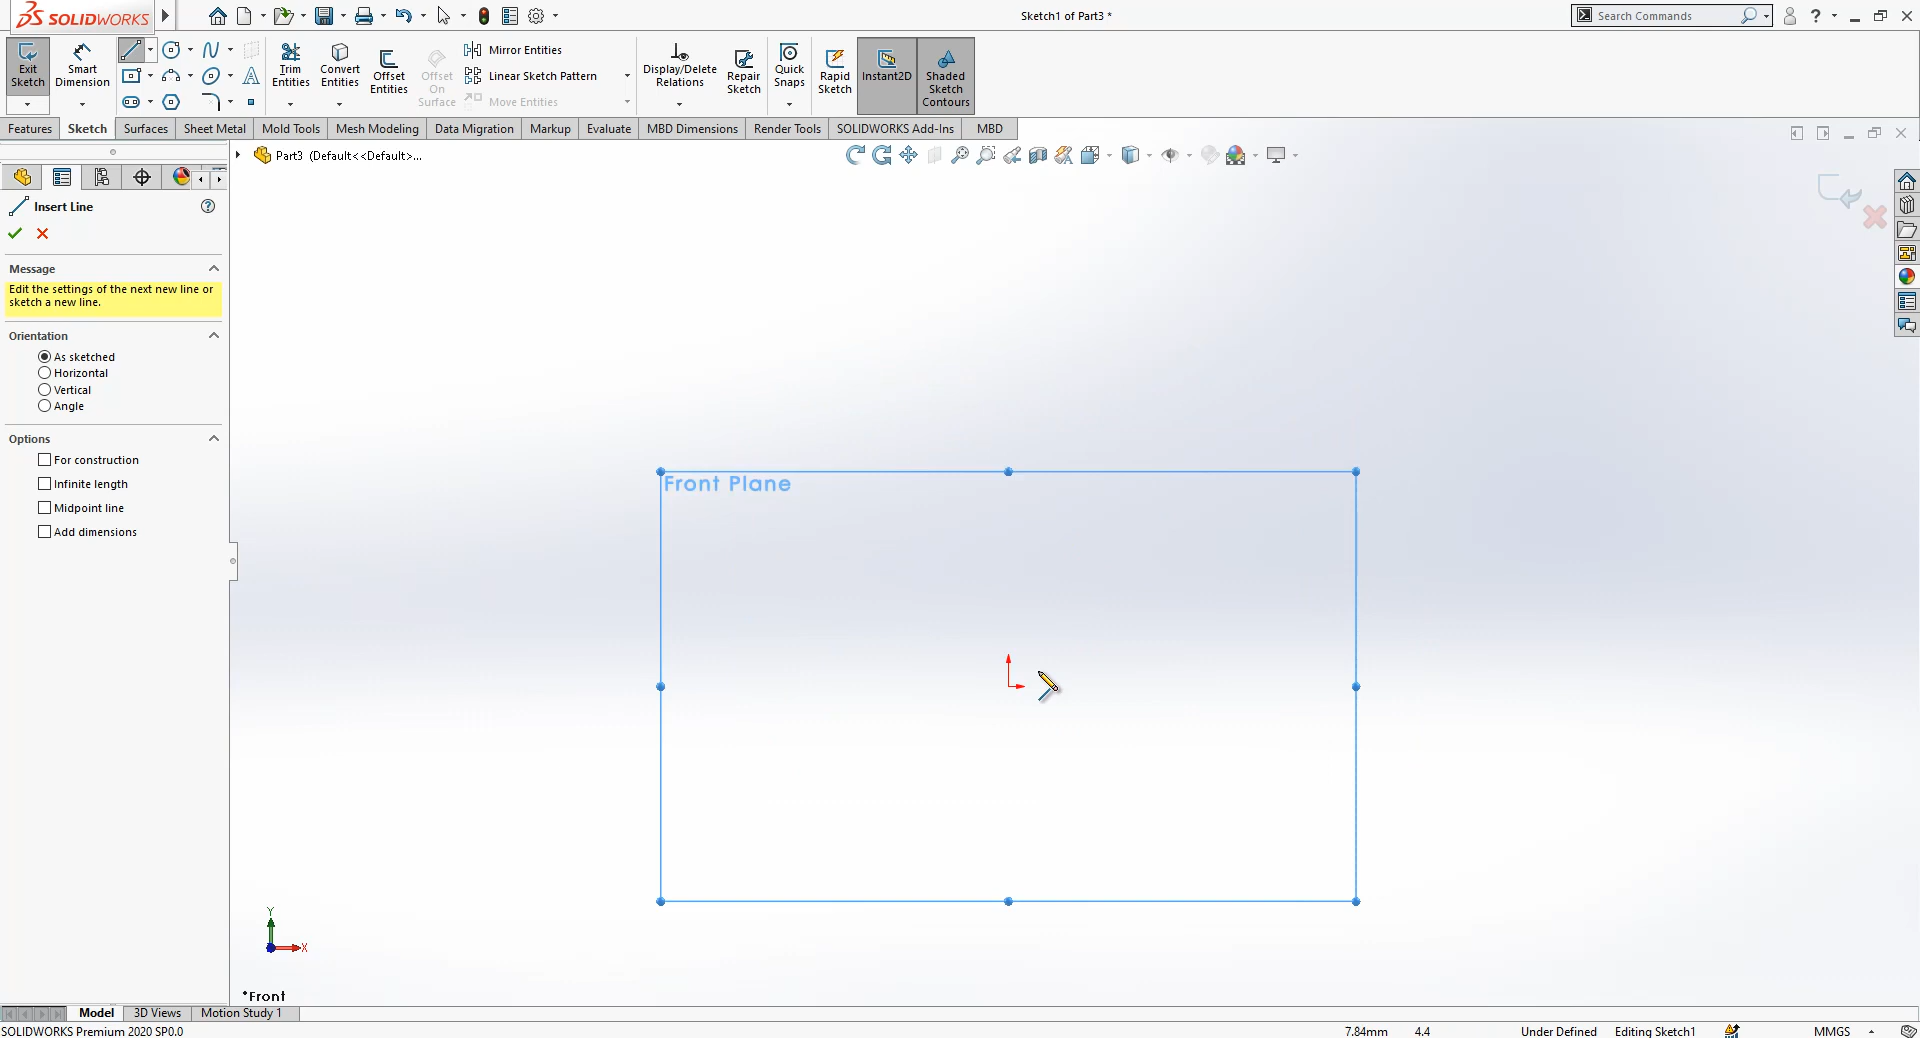 SOLIDWORKS
Sketch1 of Part3 *
Search Commands
?
Exit Sketch
Smart Dimension
Trim Entities
Convert Entities
Offset Entities
Offset On Surface
Mirror Entities
Linear Sketch Pattern
Move Entities
Display/Delete Relations
Repair Sketch
Quick Snaps
Rapid Sketch
Instant2D
Shaded Sketch Contours
Features
Sketch
Surfaces
Sheet Metal
Mold Tools
Mesh Modeling
Data Migration
Markup
Evaluate
MBD Dimensions
Render Tools
SOLIDWORKS Add-Ins
MBD
Part3 (Default<<Default>...
Insert Line
?
Message
Edit the settings of the next new line or
sketch a new line.
Orientation
As sketched
Horizontal
Vertical
Angle
Options
For construction
Infinite length
Midpoint line
Add dimensions
Front Plane
Y
X
*Front
Model
3D Views
Motion Study 1
SOLIDWORKS Premium 2020 SP0.0
7.84mm
4.4
Under Defined
Editing Sketch1
MMGS